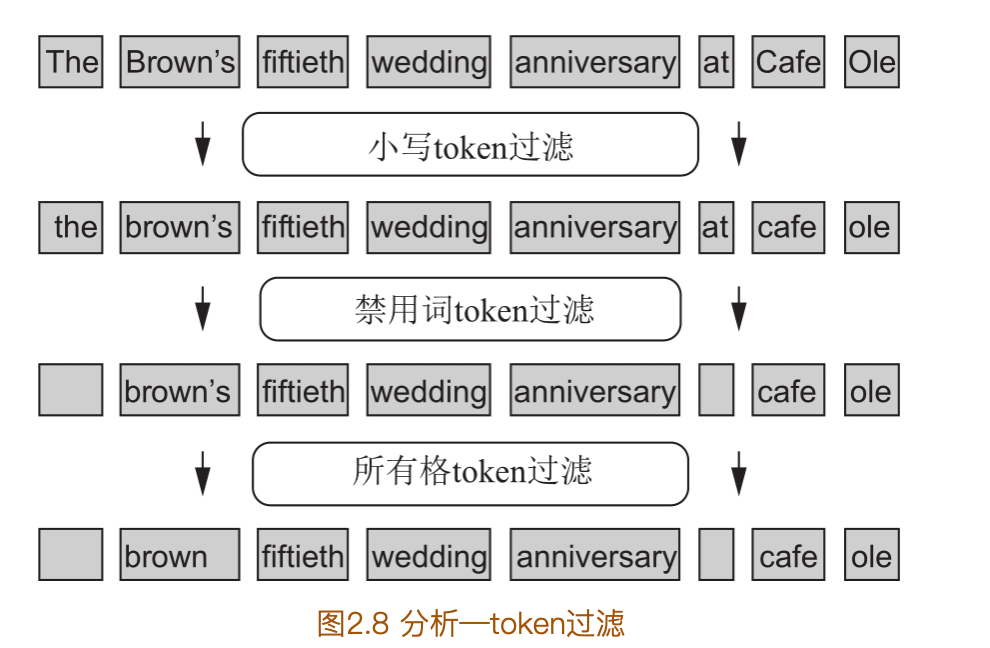 The Brown’s fiftieth wedding anniversary at Cafe Ole
小写token过滤
the brown’s fiftieth wedding anniversary at cafe ole
禁用词token过滤
brown’s fiftieth wedding anniversary cafe ole
所有格token过滤
brown fiftieth wedding anniversary cafe ole
图2.8 分析—token过滤